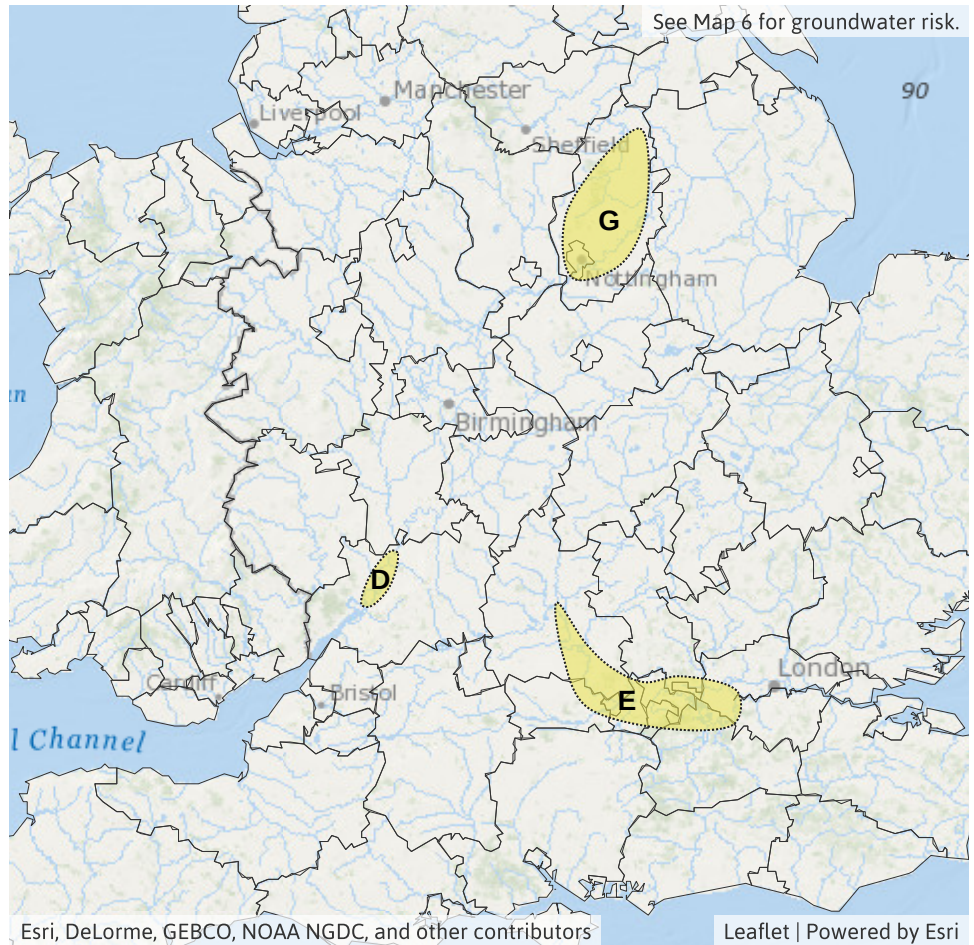 See Map 6 for groundwater risk.
90
Manchester
Liverpool
Sheffield
G
Nottingham
Birmingham
D
London
Cardiff
Bristol
E
l Channel
Esri, DeLorme, GEBCO, NOAA NGDC, and other contributors
Leaflet | Powered by Esri